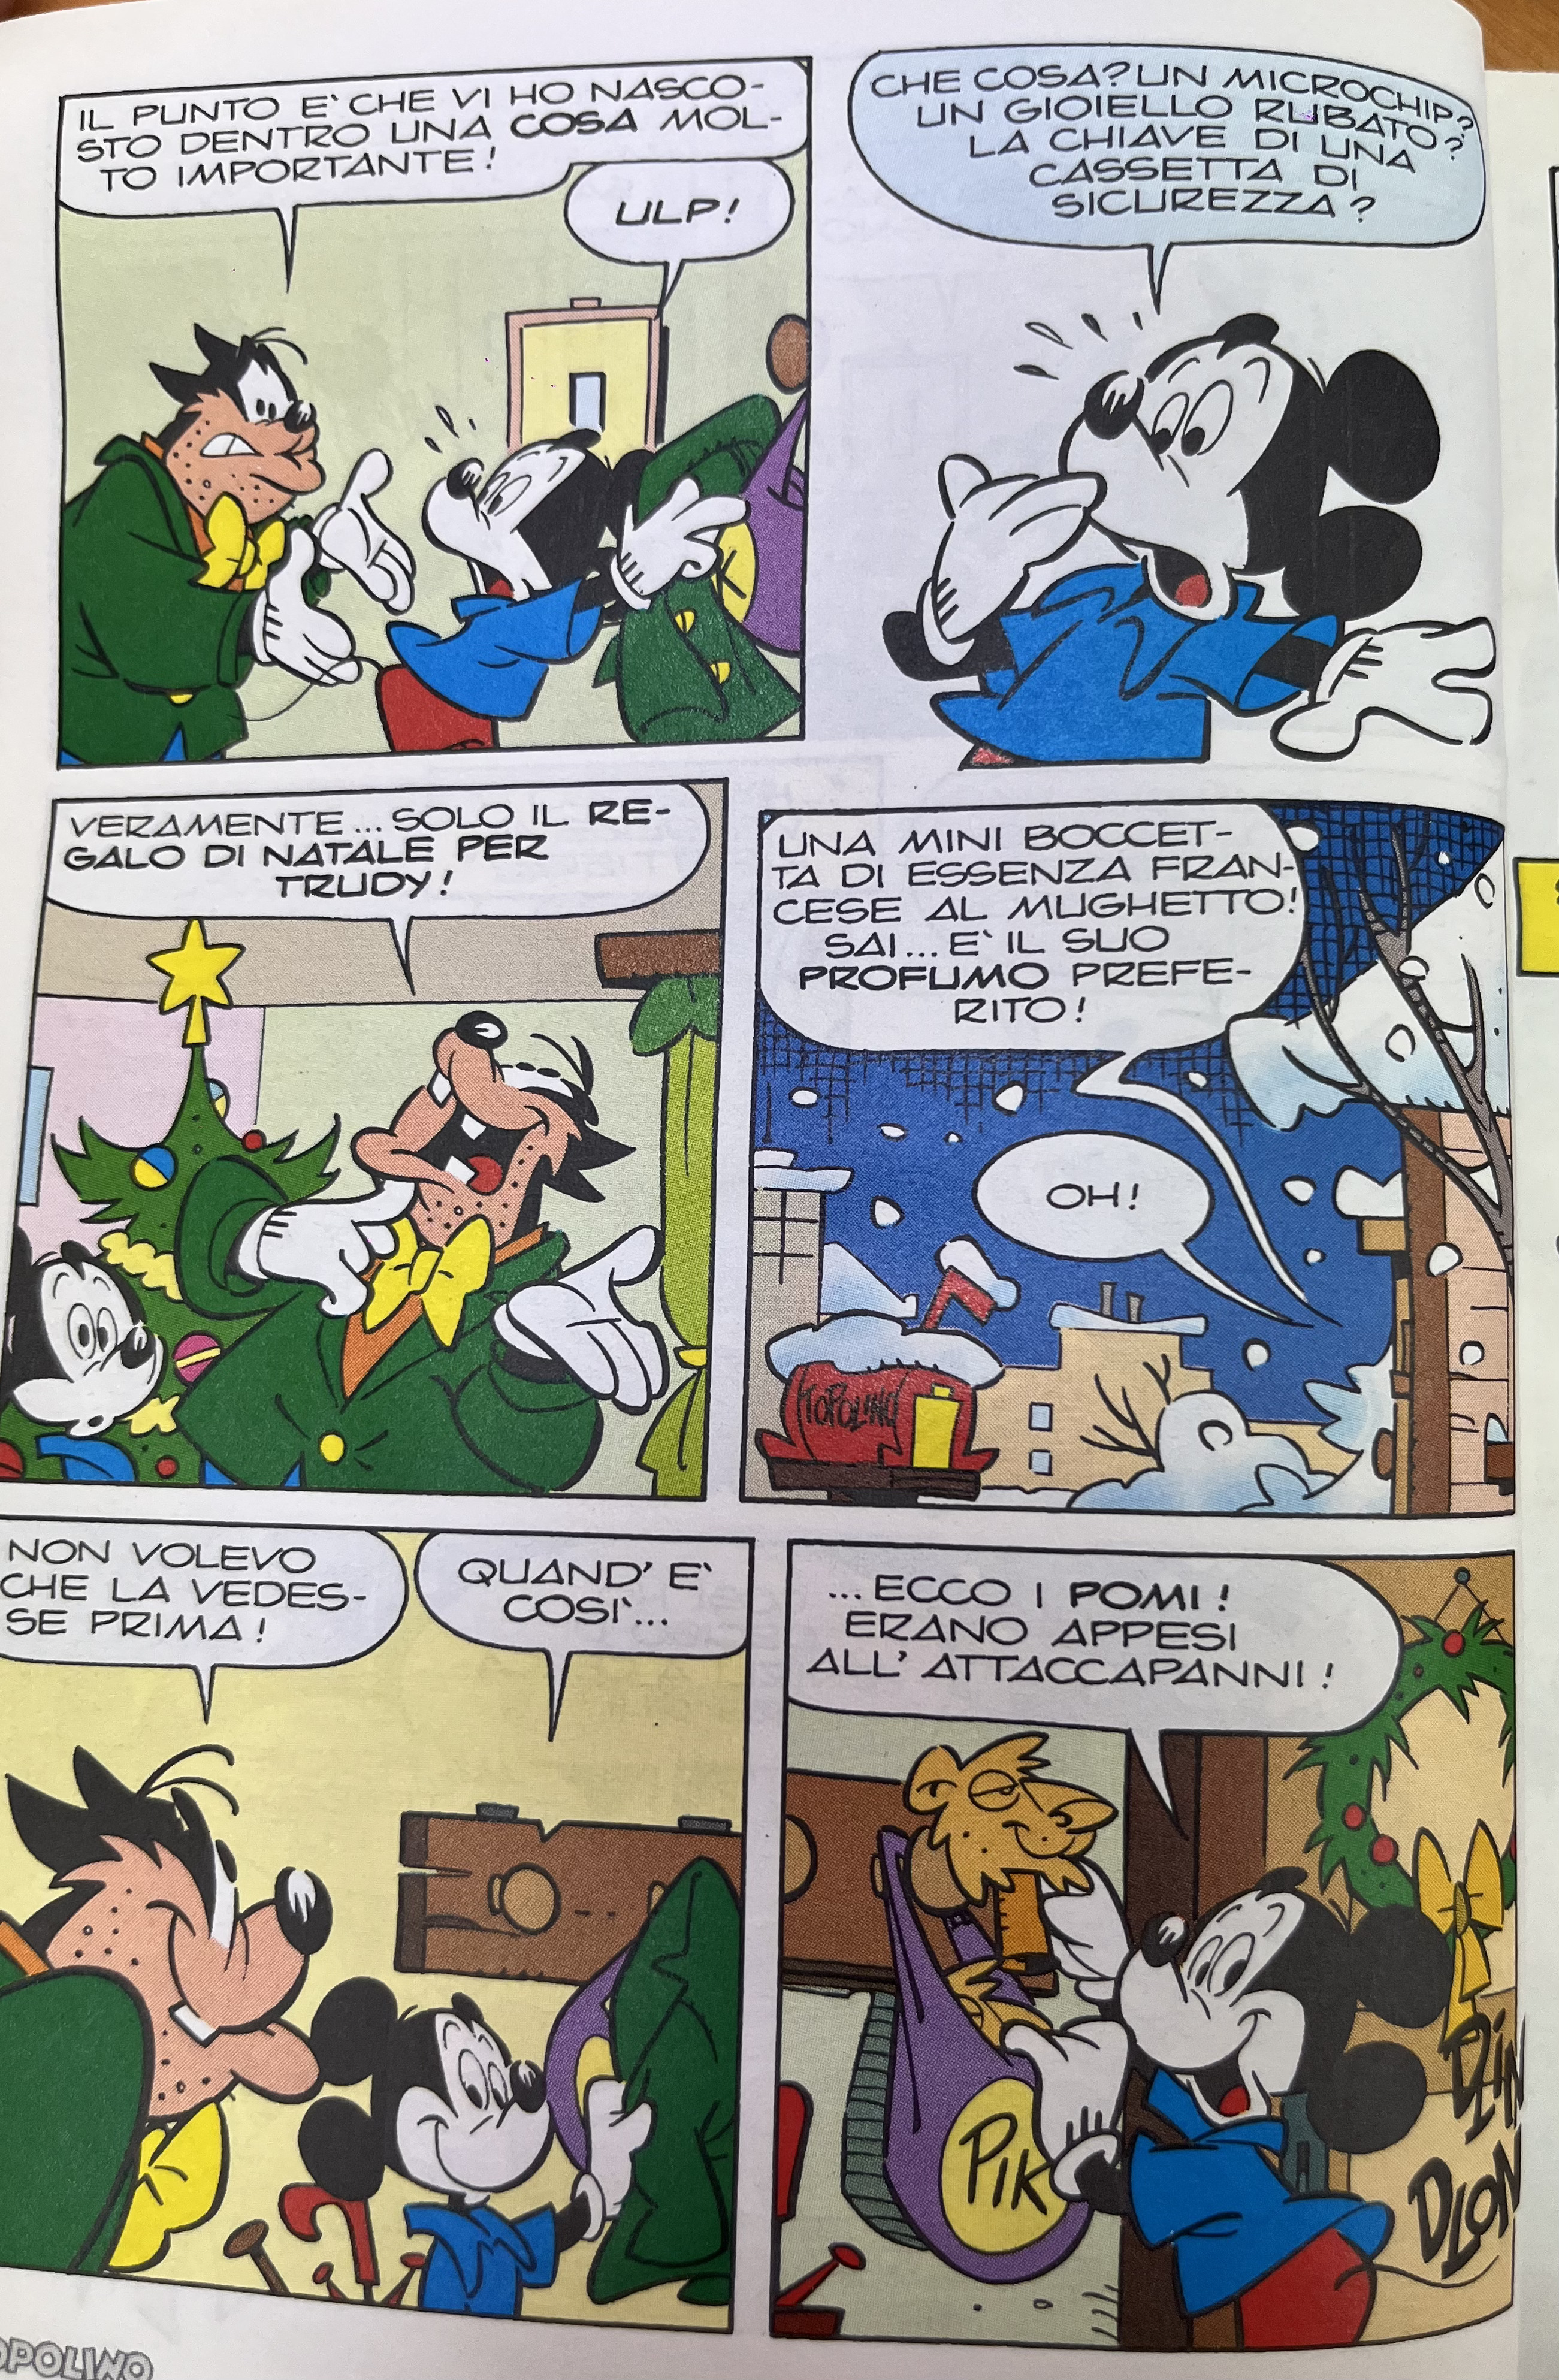 IL PUNTO E' CHE VI HO NASCO-
STO DENTRO UNA COSA MOL-
TO IMPORTANTE!
ULP!
CHE COSA? UN MICROCHIP?
UN GIOIELLO RUBATO?
LA CHIAVE DI UNA
CASSETTA DI
SICUREZZA?
VERAMENTE... SOLO IL RE-
GALO DI NATALE PER
TRUDY!
UNA MINI BOCCET-
TA DI ESSENZA FRAN-
CESE AL MUGHETTO!
SAI... E' IL SUO
PROFUMO PREFE-
RITO!
OH!
TOPOLINO
NON VOLEVO
CHE LA VEDES-
SE PRIMA!
QUAND' E'
COSI'...
...ECCO I POMI!
ERANO APPESI
ALL' ATTACCAPANNI!
PIK
DIN
DLON
OPOLINO